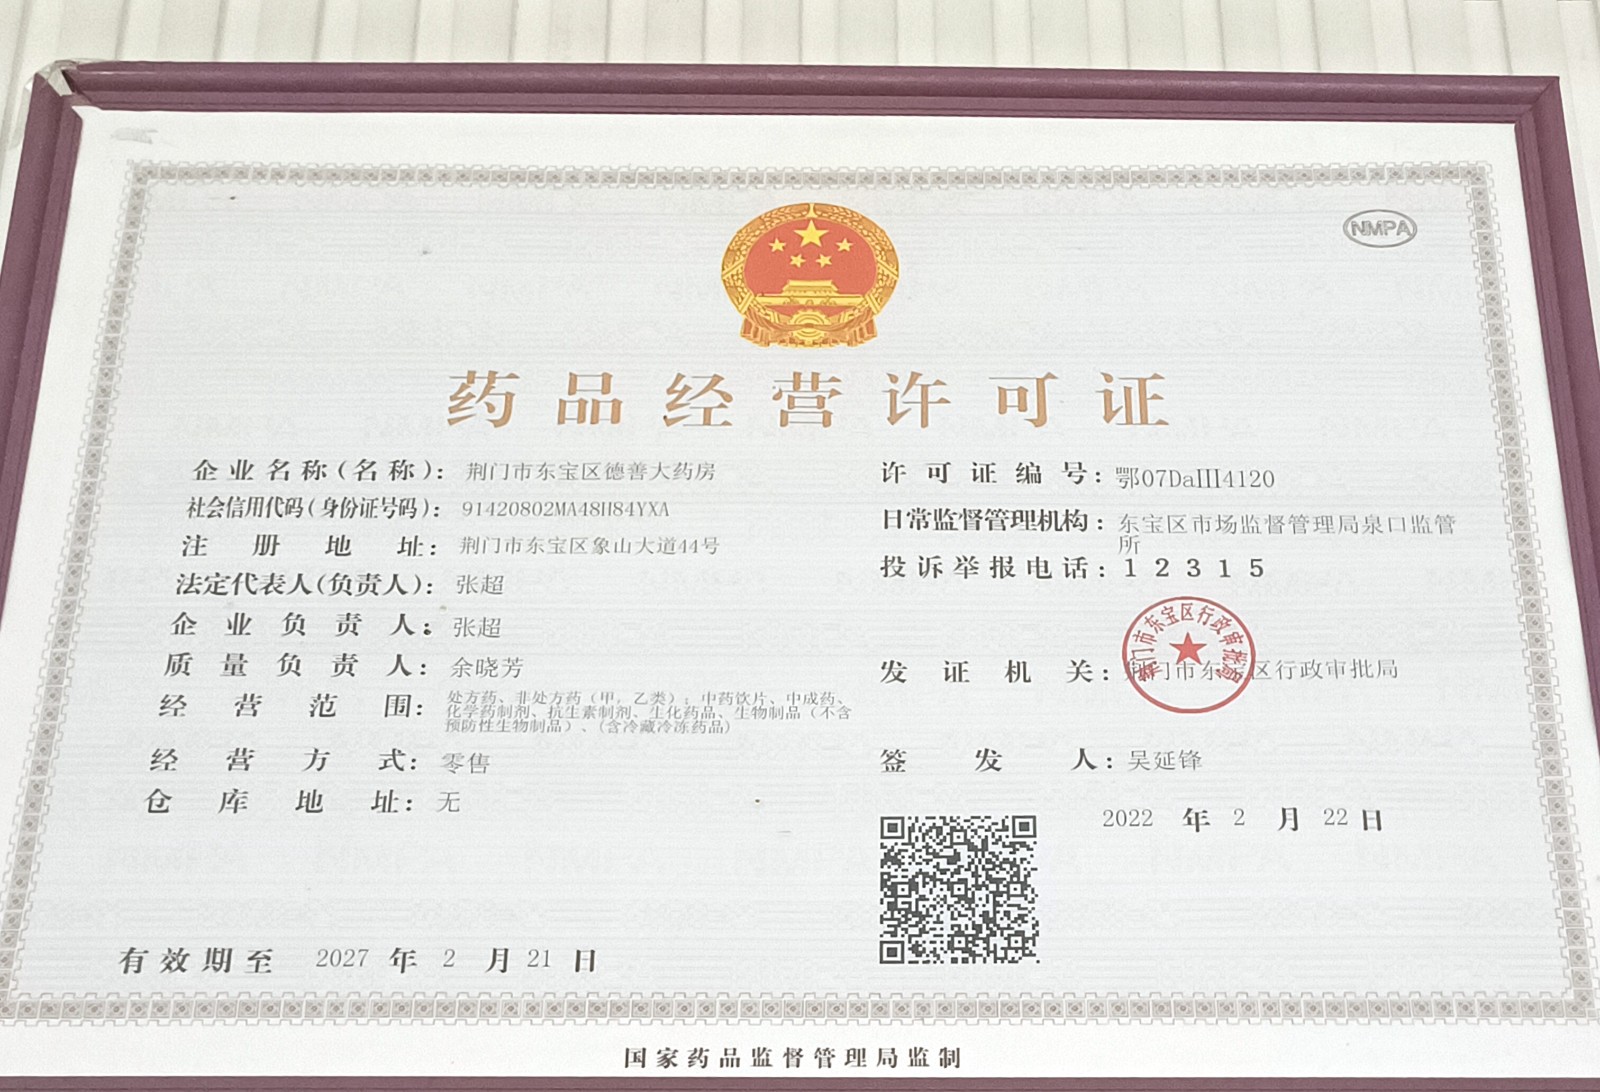 NMPA
药品经营许可证
企业名称(名称)： 荆门市东宝区德善大药房
社会信用代码(身份证号码)： 91420802MA48H84YXA
注册地址： 荆门市东宝区象山大道44号
法定代表人(负责人)： 张超
企业负责人： 张超
质量负责人： 余晓芳
经营范围： 处方药、非处方药（甲，乙类）；中药饮片、中成药、
化学药制剂、抗生素制剂、生化药品、生物制品（不含
预防性生物制品）、（含冷藏冷冻药品）
经营方式： 零售
仓库地址： 无
许可证编号： 鄂07DaIII4120
日常监督管理机构： 东宝区市场监督管理局泉口监管
所
投诉举报电话：12315
荆门市东宝区行政审批局
发证机关： 荆门市东宝区行政审批局
签发人： 吴延锋
2022 年 2 月 22 日
有效期至 2027 年 2 月 21 日
国家药品监督管理局监制